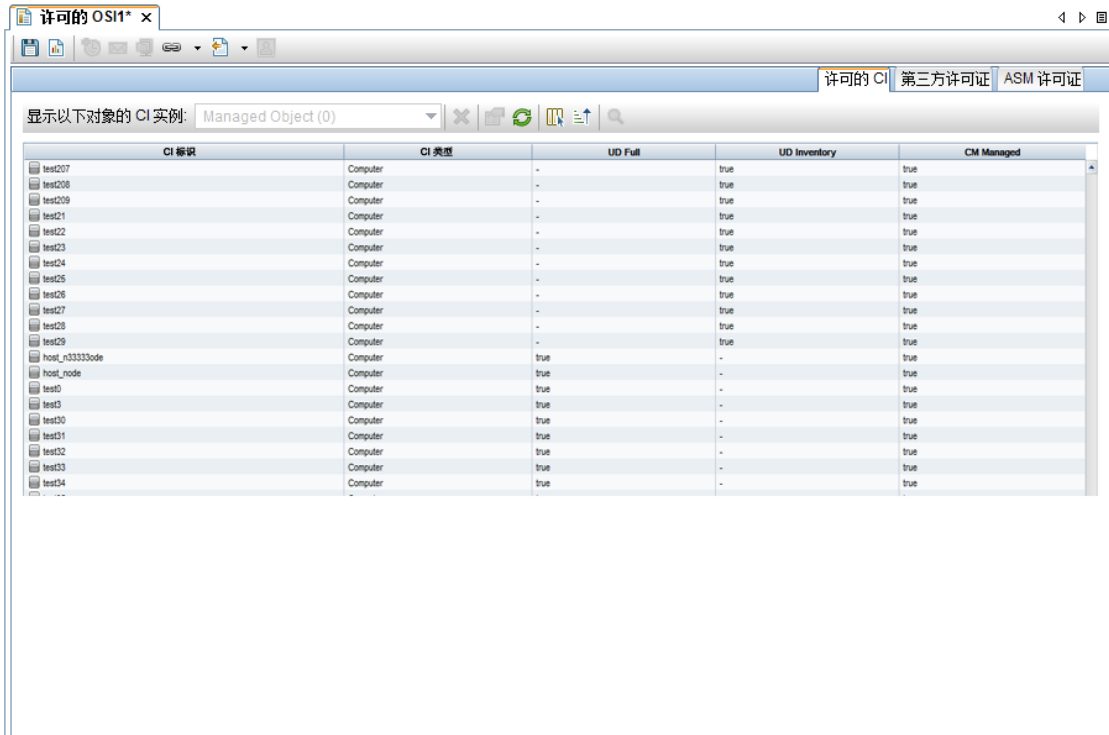 许可的 OSI1* ×
许可的 CI 第三方许可证 ASM 许可证
显示以下对象的 CI 实例: Managed Object (0)
CI 标识 CI 类型 UD Full UD Inventory CM Managed
test207 Computer - true true
test208 Computer - true true
test209 Computer - true true
test21 Computer - true true
test22 Computer - true true
test23 Computer - true true
test24 Computer - true true
test25 Computer - true true
test26 Computer - true true
test27 Computer - true true
test28 Computer - true true
test29 Computer - true true
host_n33333ode Computer true - true
host_node Computer true - true
test0 Computer true - true
test3 Computer true - true
test30 Computer true - true
test31 Computer true - true
test32 Computer true - true
test33 Computer true - true
test34 Computer true - true